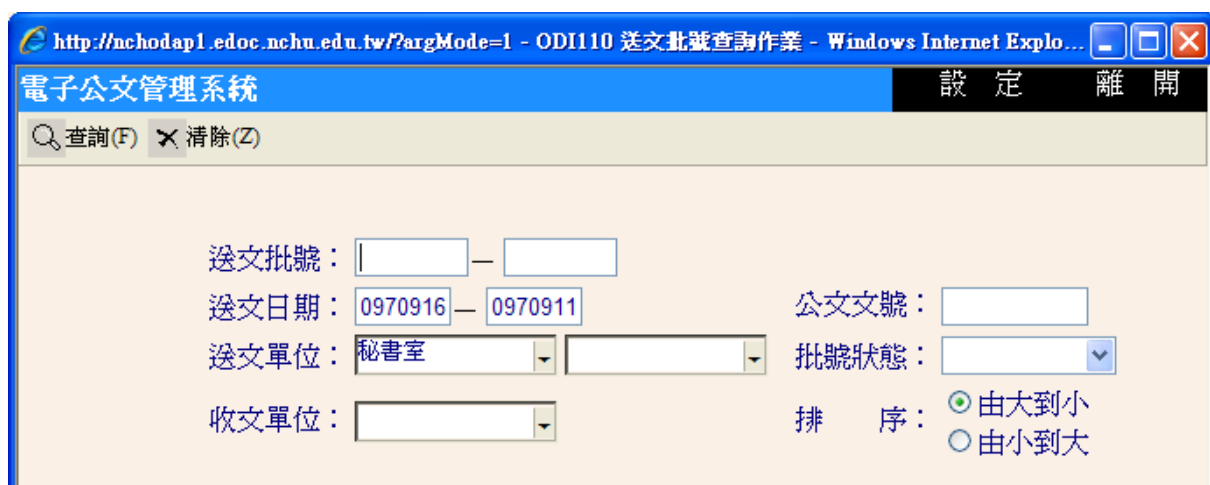 http://nchodap1.edoc.nchu.edu.tw/?argMode=1 - ODI110 送文批號查詢作業 - Windows Internet Explo...
電子公文管理系統 設 定 離 開
查詢(F) 清除(Z)
送文批號： —
送文日期： 0970916 — 0970911 公文文號：
送文單位： 秘書室 批號狀態：
收文單位： 排 序： 由大到小
由小到大